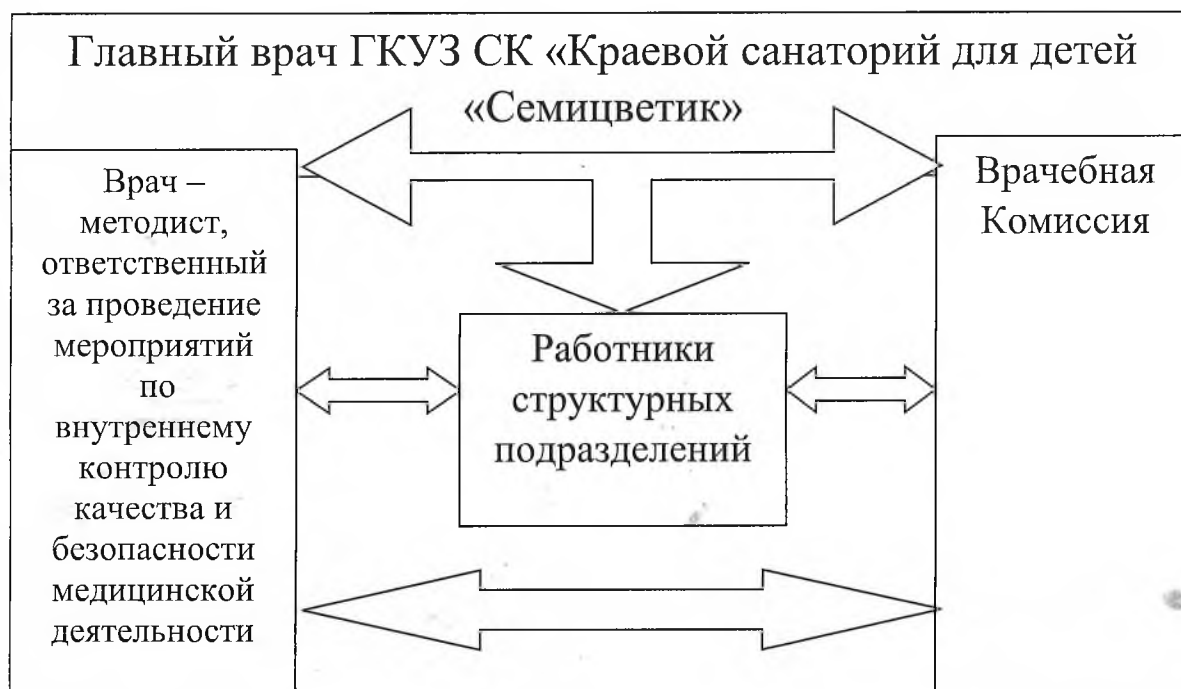 Главный врач ГКУЗ СК «Краевой санаторий для детей
«Семицветик»
Врач –
методист,
ответственный
за проведение
мероприятий
по
внутреннему
контролю
качества и
безопасности
медицинской
деятельности
Работники
структурных
подразделений
Врачебная
Комиссия